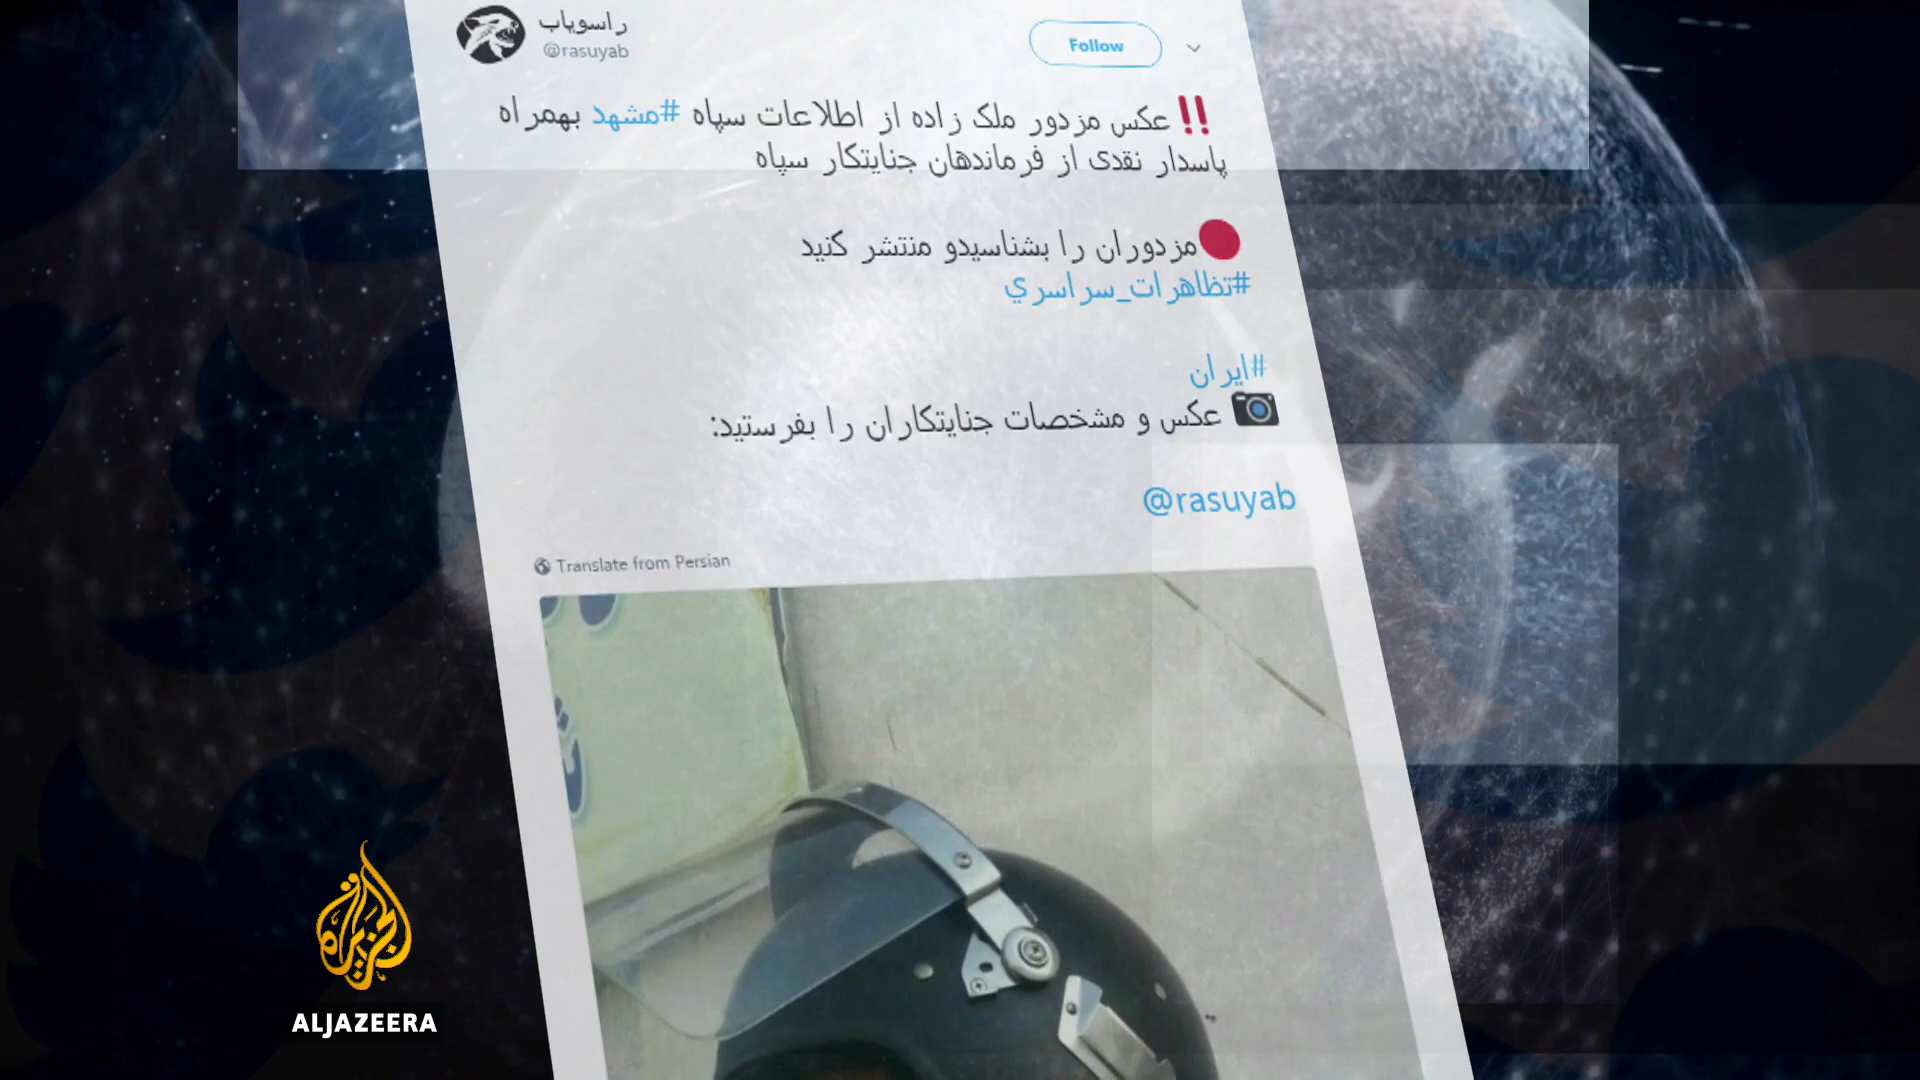 راسویاب
@rasuyab
Follow
‼عکس مزدور ملک زاده از اطلاعات سپاه #مشهد بهمراه
پاسدار نقدی از فرماندهان جنایتکار سپاه
🔴مزدوران را بشناسیدو منتشر کنید
#تظاهرات_سراسري
#ایران
📷 عکس و مشخصات جنایتکاران را بفرستید:
@rasuyab
Translate from Persian
الجزيرة
ALJAZEERA